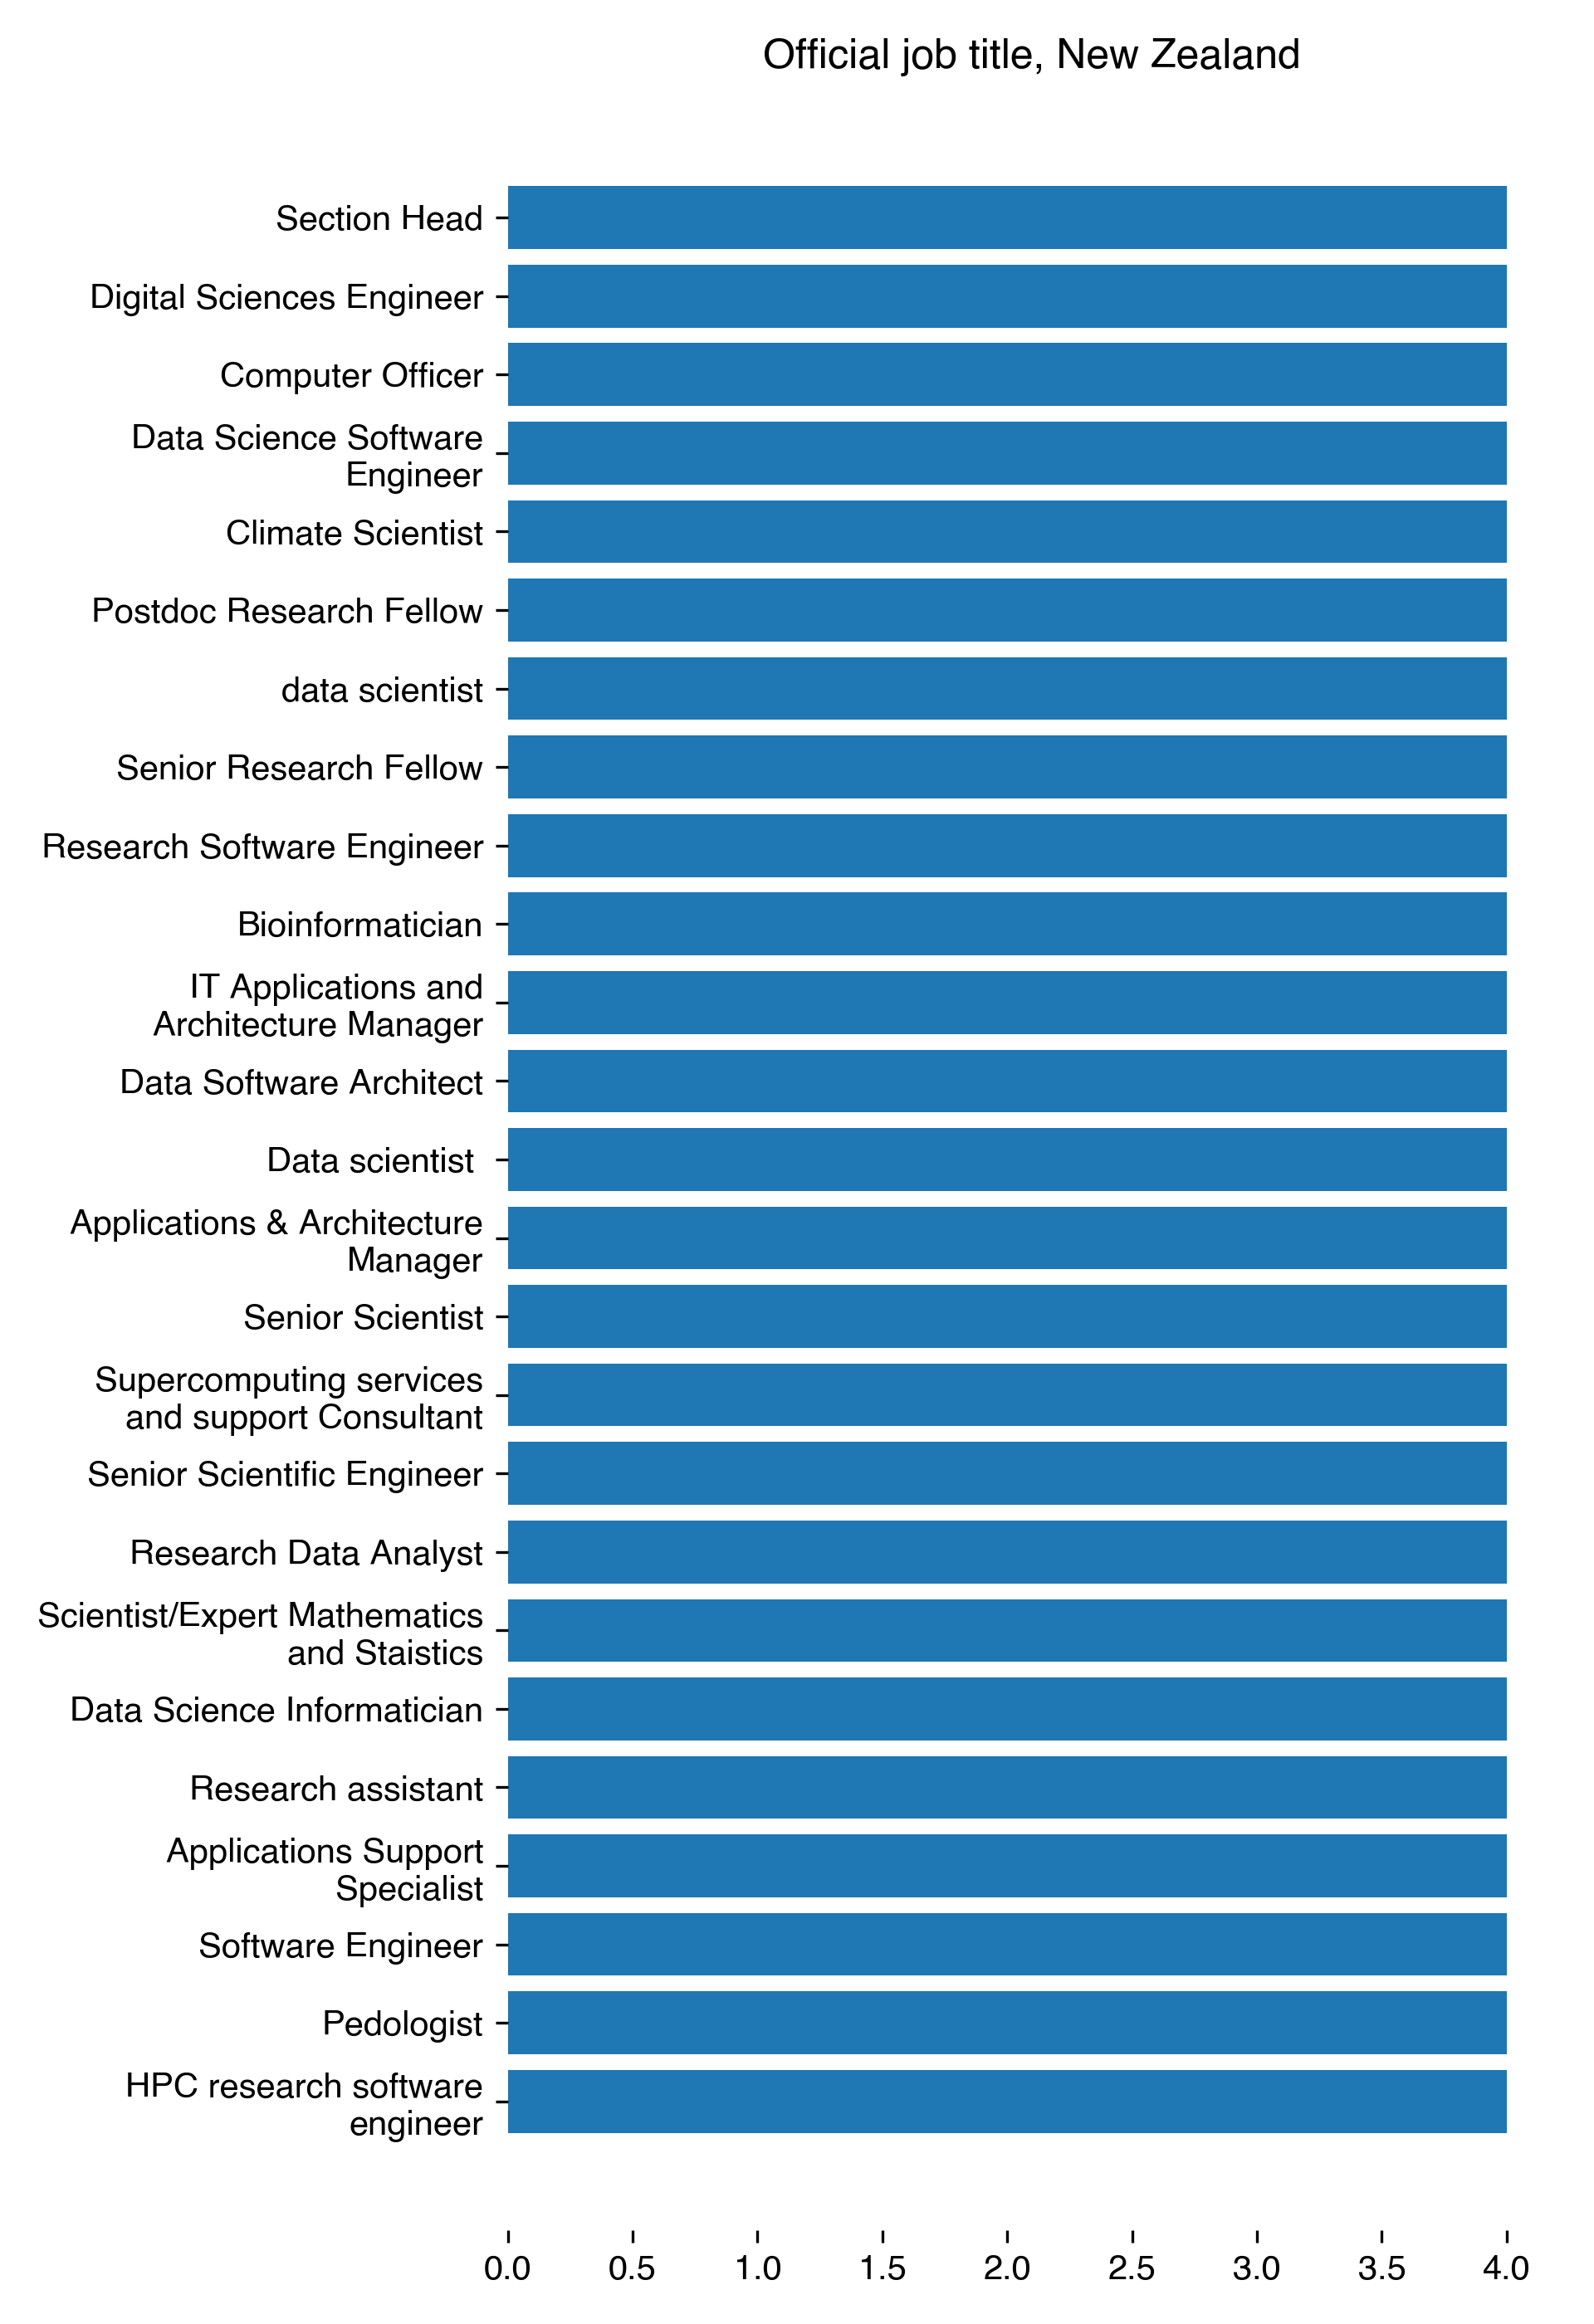 Official job title, New Zealand
Section Head
Digital Sciences Engineer
Computer Officer
Data Science Software
Engineer
Climate Scientist
Postdoc Research Fellow
data scientist
Senior Research Fellow
Research Software Engineer
Bioinformatician
IT Applications and
Architecture Manager
Data Software Architect
Data scientist
Applications & Architecture
Manager
Senior Scientist
Supercomputing services
and support Consultant
Senior Scientific Engineer
Research Data Analyst
Scientist/Expert Mathematics
and Staistics
Data Science Informatician
Research assistant
Applications Support
Specialist
Software Engineer
Pedologist
HPC research software
engineer
0.0 0.5 1.0 1.5 2.0 2.5 3.0 3.5 4.0